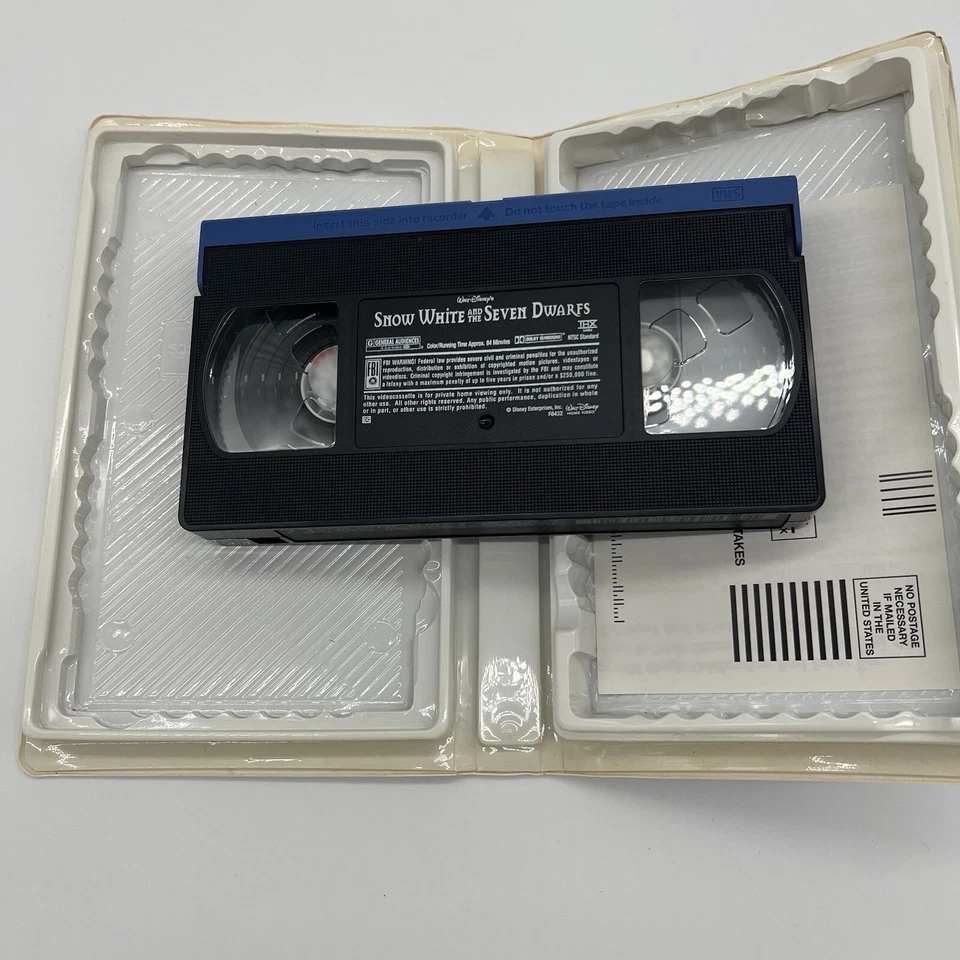 Insert this side into recorder Do not touch the tape inside VHS
Walt Disney's
SNOW WHITE AND THE SEVEN DWARFS
THX
G GENERAL AUDIENCES Color/Running Time Approx. 84 Minutes DOLBY SURROUND NTSC Standard
FBI WARNING! Federal law provides severe civil and criminal penalties for the unauthorized
reproduction, distribution or exhibition of copyrighted motion pictures, videotapes or
videodiscs. Criminal copyright infringement is investigated by the FBI and may constitute
a felony with a maximum penalty of up to five years in prison and/or a $250,000 fine.
FBI
This videocassette is for private home viewing only. It is not authorized for any
other use. All other rights reserved. Any public performance, duplication in whole
or in part, or other use is strictly prohibited.
© Disney Enterprises, Inc.
F6432
Walt Disney
HOME VIDEO
NO POSTAGE
NECESSARY
IF MAILED
IN THE
UNITED STATES